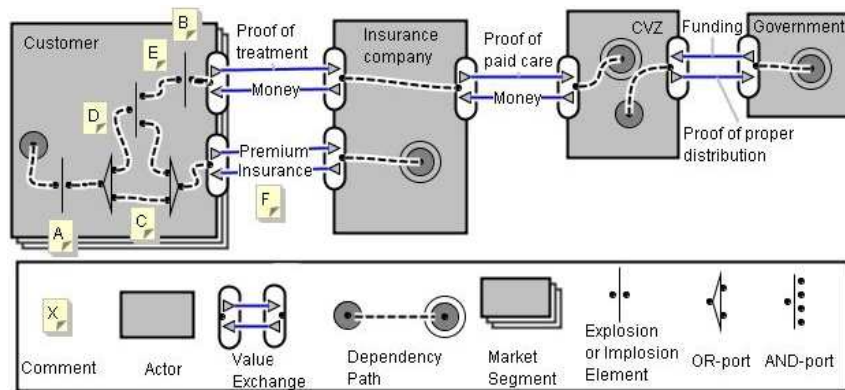 Customer
B
E
D
A
C
Proof of
treatment
Money
Premium
Insurance
F
Insurance
company
Proof of
paid care
Money
CVZ
Funding
Proof of proper
distribution
Government
X
Comment
Actor
Value
Exchange
Dependency
Path
Market
Segment
Explosion
or Implosion
Element
OR-port
AND-port